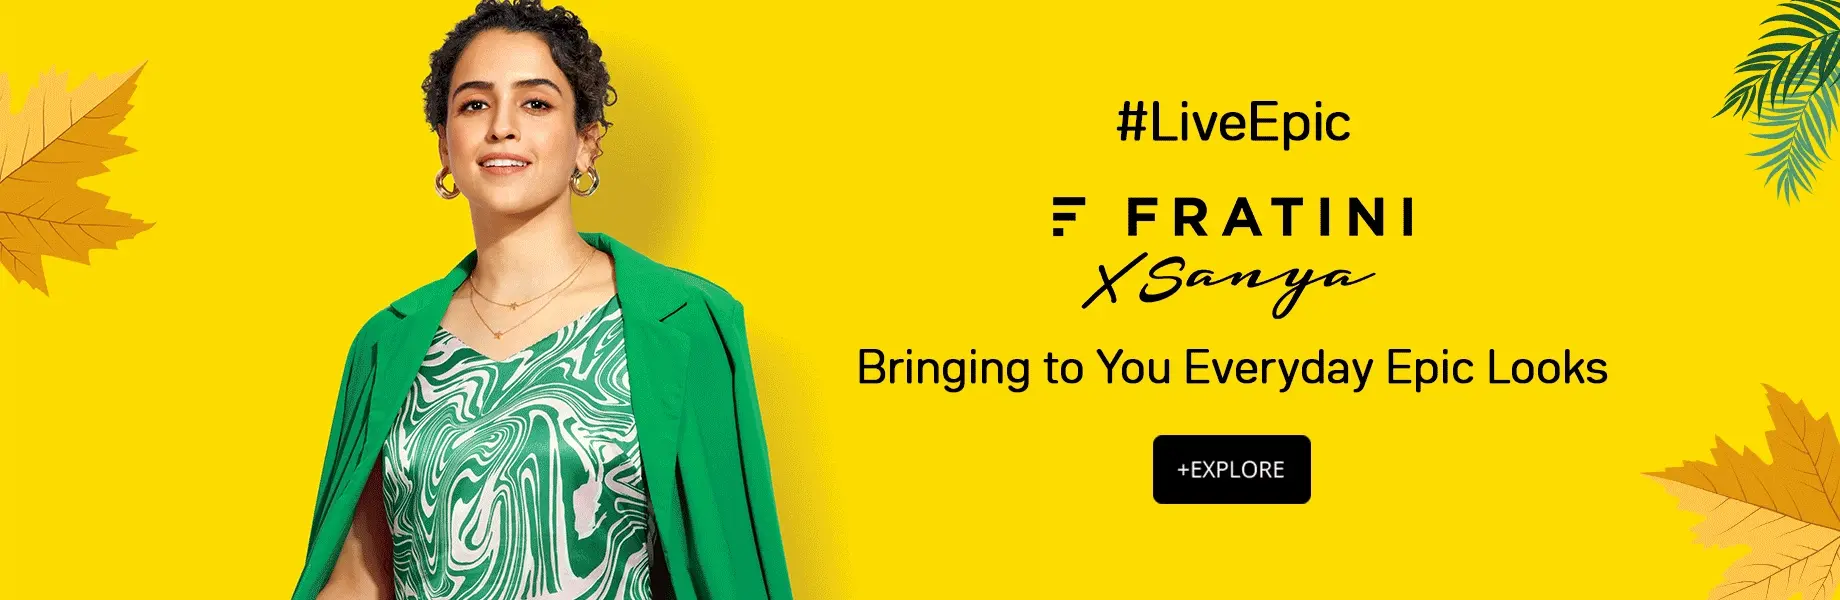 #LiveEpic
FRATINI
X Sanya
Bringing to You Everyday Epic Looks
+EXPLORE